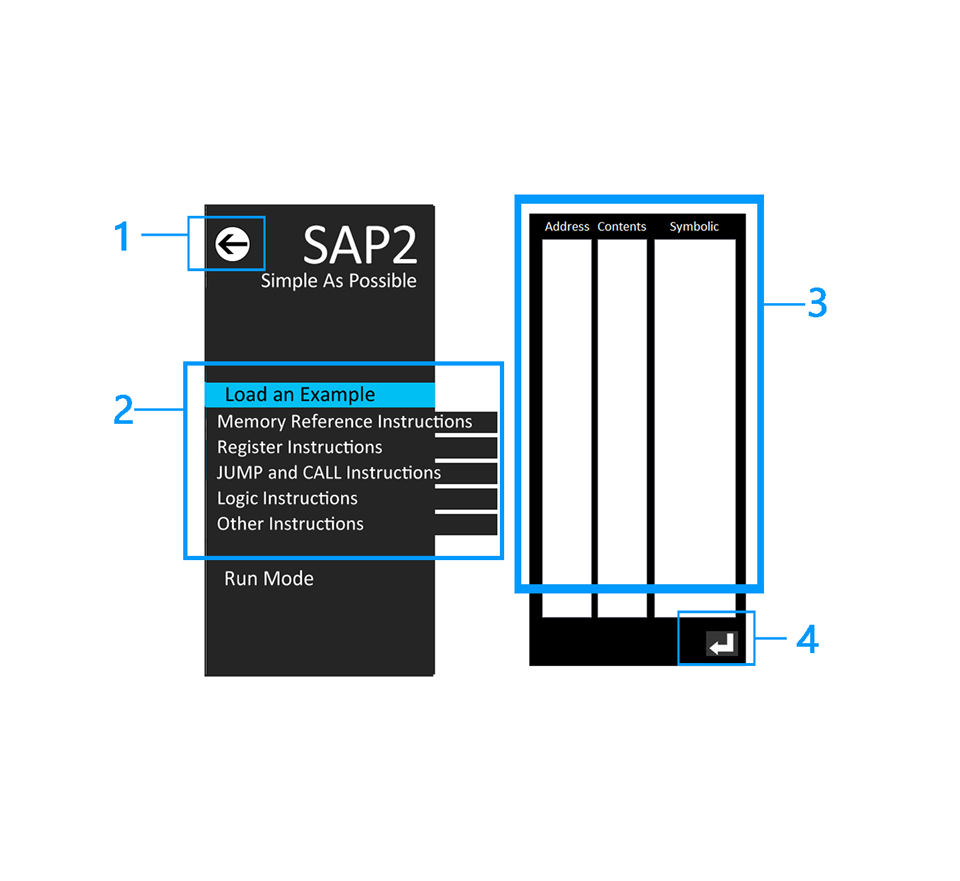 1
SAP2
Simple As Possible
2
Load an Example
Memory Reference Instructions
Register Instructions
JUMP and CALL Instructions
Logic Instructions
Other Instructions
Run Mode
Address Contents Symbolic
3
4